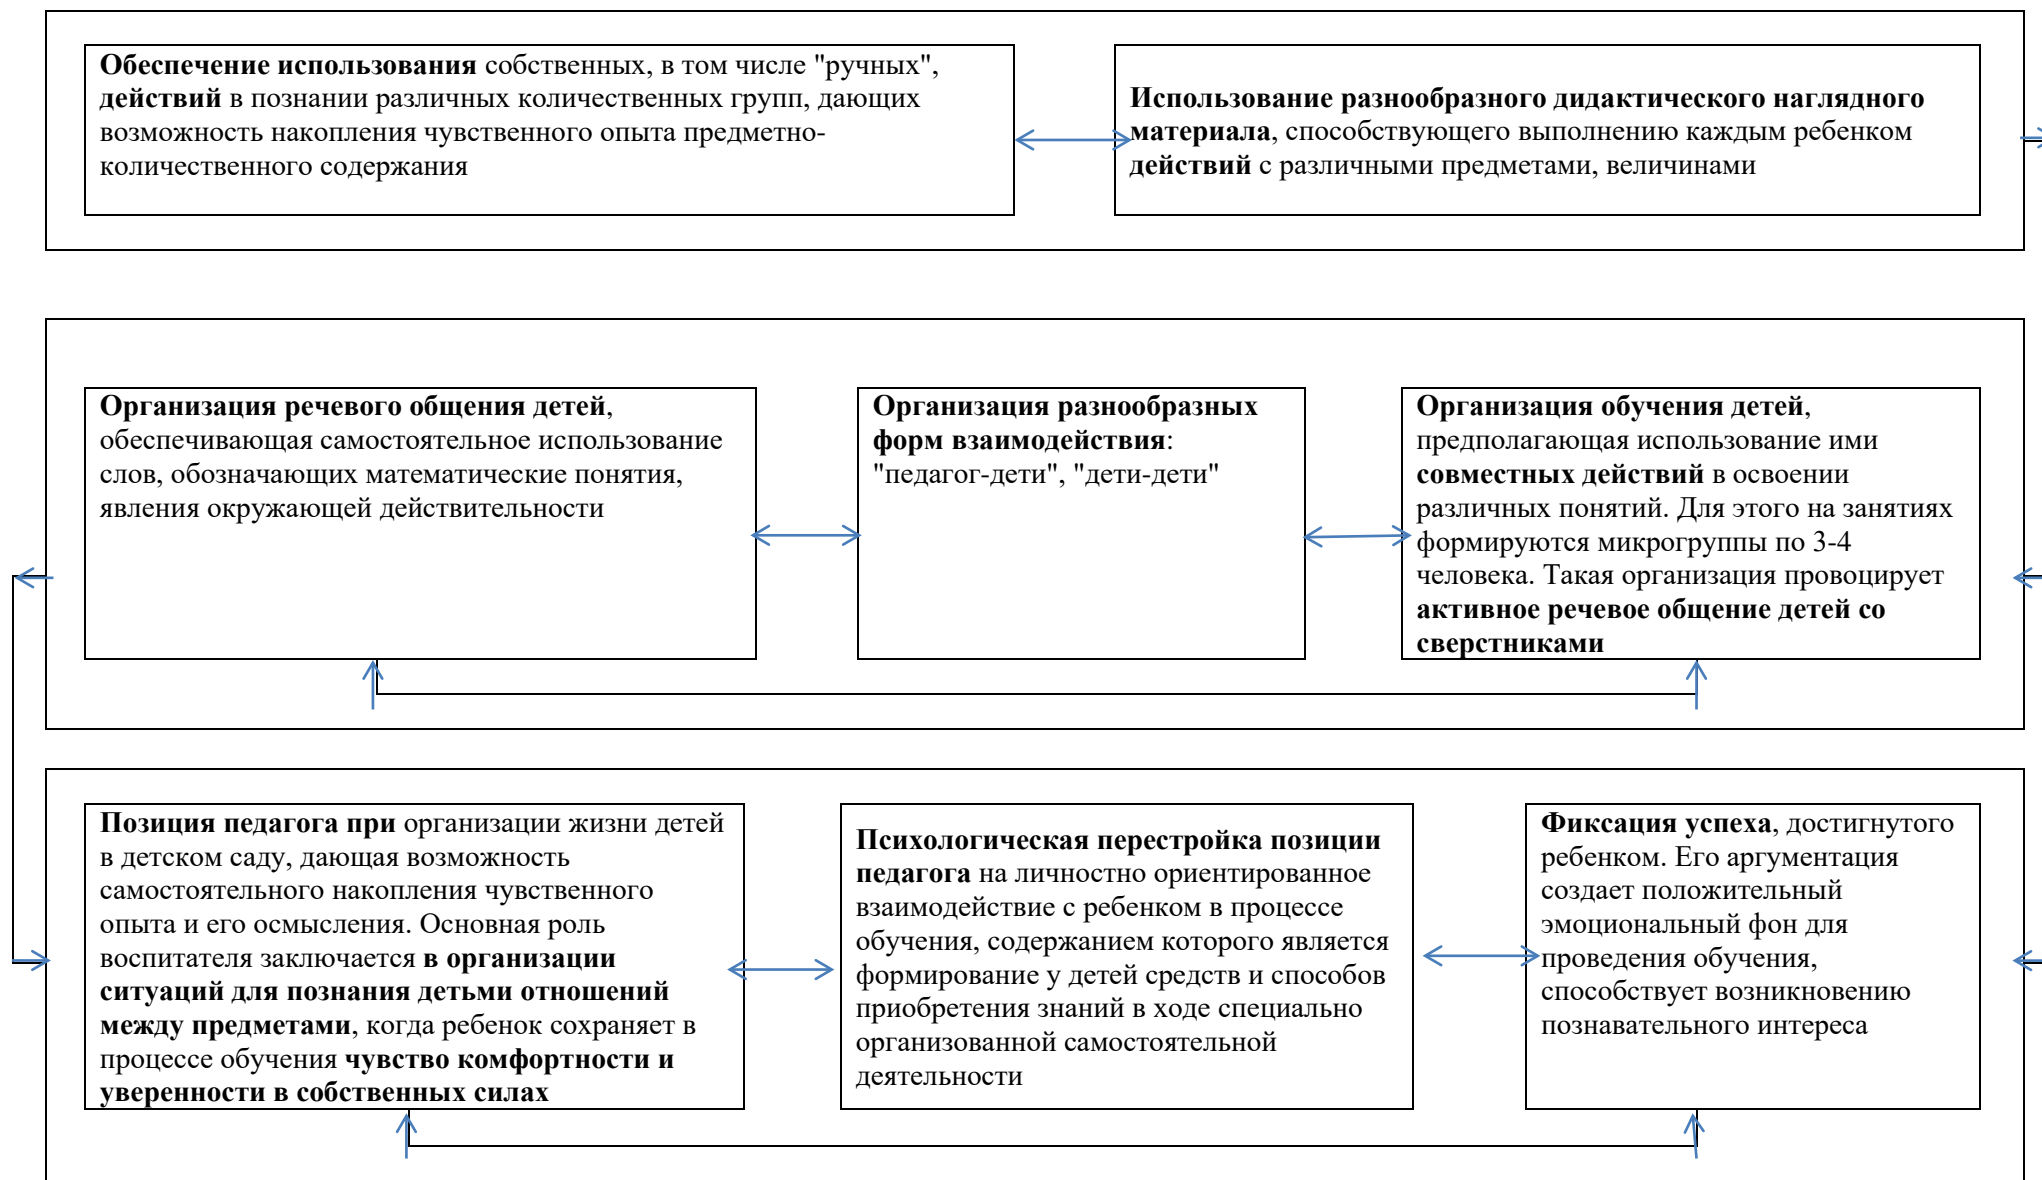 Обеспечение использования собственных, в том числе "ручных",
действий в познании различных количественных групп, дающих
возможность накопления чувственного опыта предметно-
количественного содержания
Использование разнообразного дидактического наглядного
материала, способствующего выполнению каждым ребенком
действий с различными предметами, величинами
Организация речевого общения детей,
обеспечивающая самостоятельное использование
слов, обозначающих математические понятия,
явления окружающей действительности
Организация разнообразных
форм взаимодействия:
"педагог-дети", "дети-дети"
Организация обучения детей,
предполагающая использование ими
совместных действий в освоении
различных понятий. Для этого на занятиях
формируются микрогруппы по 3-4
человека. Такая организация провоцирует
активное речевое общение детей со
сверстниками
Позиция педагога при организации жизни детей
в детском саду, дающая возможность
самостоятельного накопления чувственного
опыта и его осмысления. Основная роль
воспитателя заключается в организации
ситуаций для познания детьми отношений
между предметами, когда ребенок сохраняет в
процессе обучения чувство комфортности и
уверенности в собственных силах
Психологическая перестройка позиции
педагога на личностно ориентированное
взаимодействие с ребенком в процессе
обучения, содержанием которого является
формирование у детей средств и способов
приобретения знаний в ходе специально
организованной самостоятельной
деятельности
Фиксация успеха, достигнутого
ребенком. Его аргументация
создает положительный
эмоциональный фон для
проведения обучения,
способствует возникновению
познавательного интереса